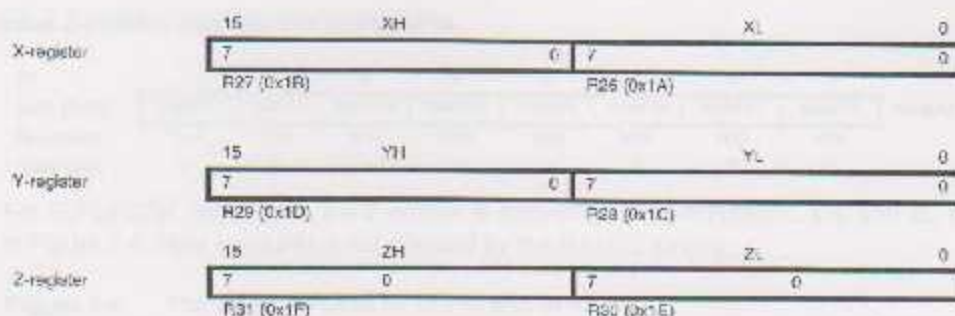 15 XH XL 0
X-register 7 0 7 0
R27 (0x1B) R26 (0x1A)
15 YH YL 0
Y-register 7 0 7 0
R29 (0x1D) R28 (0x1C)
15 ZH ZL 0
Z-register 7 0 7 0
R31 (0x1F) R30 (0x1E)